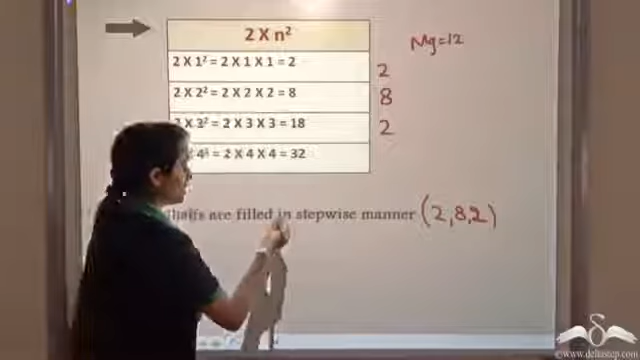 2 X n²
Mg=12
2 X 1² = 2 X 1 X 1 = 2
2
2 X 2² = 2 X 2 X 2 = 8
8
X 3² = 2 X 3 X 3 = 18
2
4² = 2 X 4 X 4 = 32
are filled in stepwise manner (2,8,2)
©www.deltastep.com